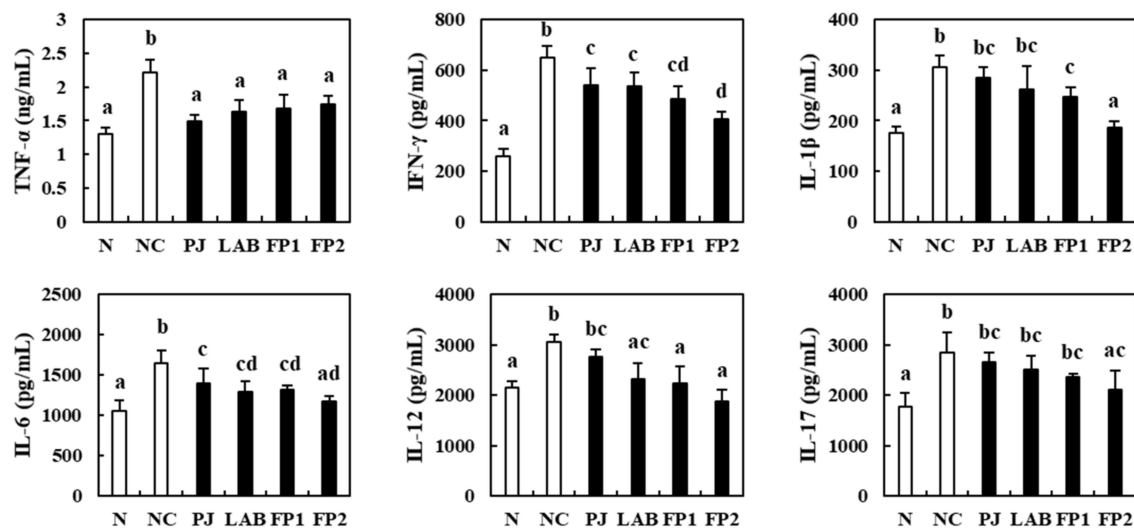 TNF-α (ng/mL)
3
2.5
2
1.5
1
0.5
0
a
b
a
a
a
a
N NC PJ LAB FP1 FP2
IFN-γ (pg/mL)
800
600
400
200
0
a
b
c
c
cd
d
N NC PJ LAB FP1 FP2
IL-1β (pg/mL)
400
300
200
100
0
a
b
bc
bc
c
a
N NC PJ LAB FP1 FP2
IL-6 (pg/mL)
2500
2000
1500
1000
500
0
a
b
c
cd
cd
ad
N NC PJ LAB FP1 FP2
IL-12 (pg/mL)
4000
3000
2000
1000
0
a
b
bc
ac
a
a
N NC PJ LAB FP1 FP2
IL-17 (pg/mL)
4000
3000
2000
1000
0
a
b
bc
bc
bc
ac
N NC PJ LAB FP1 FP2